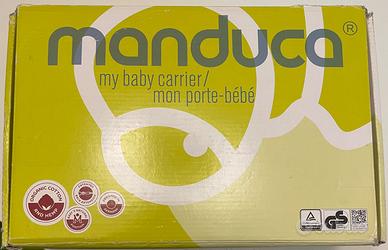 manduca®
my baby carrier/
mon porte-bébé
ORGANIC COTTON
AND HEMP
GS